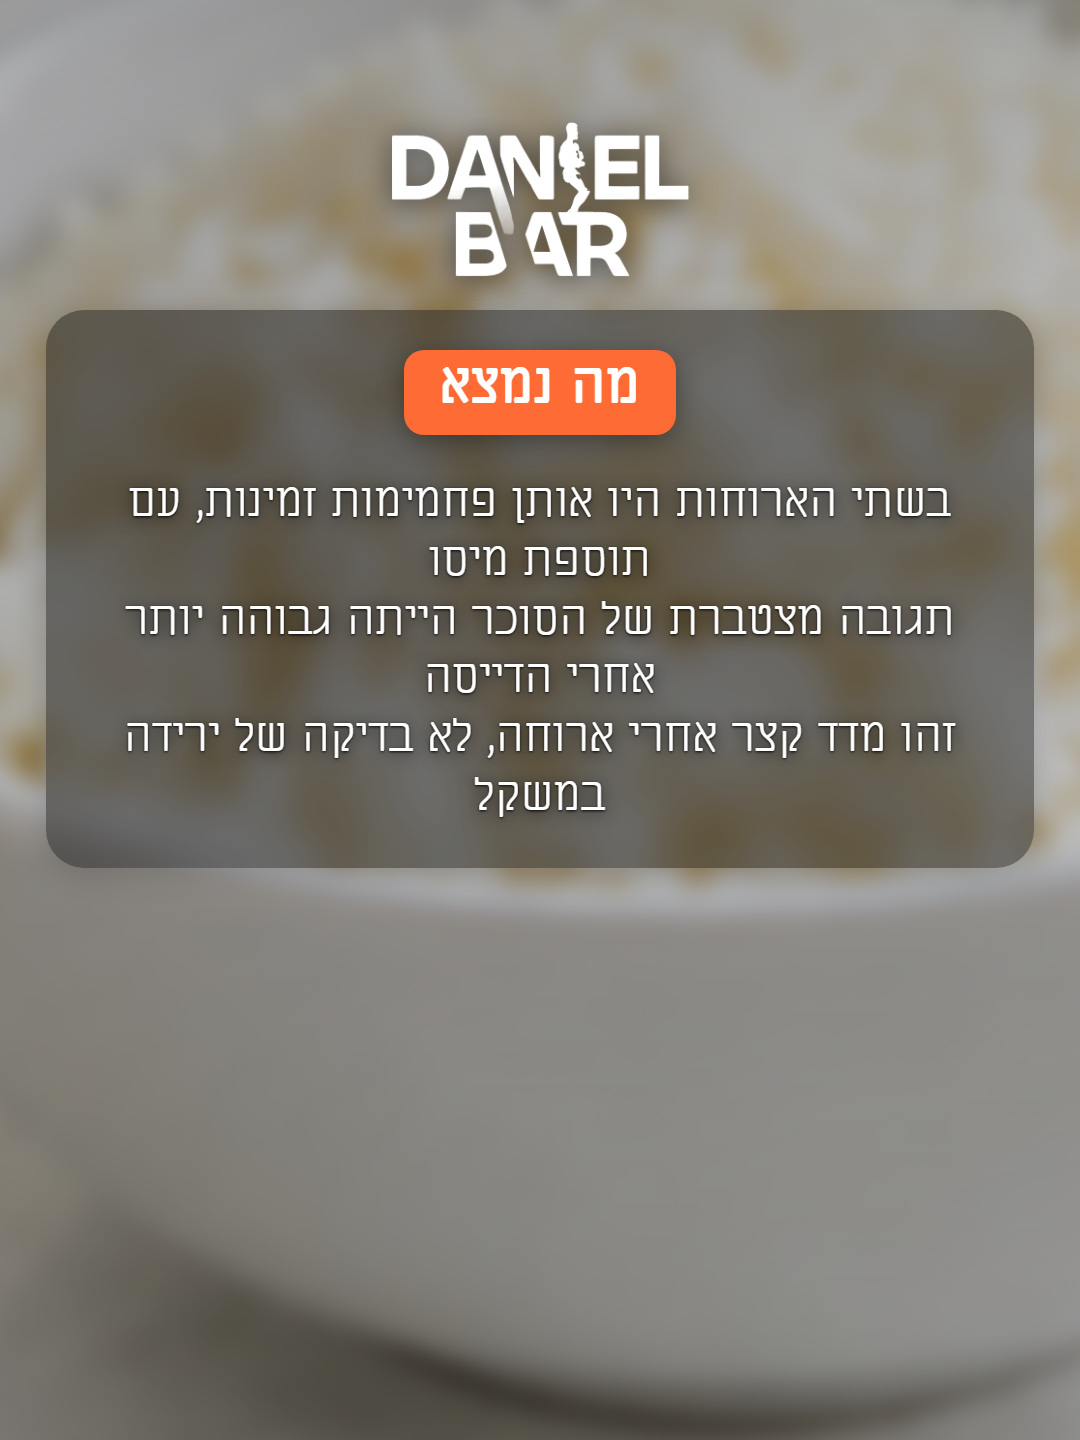 DANIEL
BAR
מה נמצא
בשתי הארוחות היו אותן פחמימות זמינות, עם
תוספת מיסו
תגובה מצטברת של הסוכר הייתה גבוהה יותר
אחרי הדייסה
זהו מדד קצר אחרי ארוחה, לא בדיקה של ירידה
במשקל